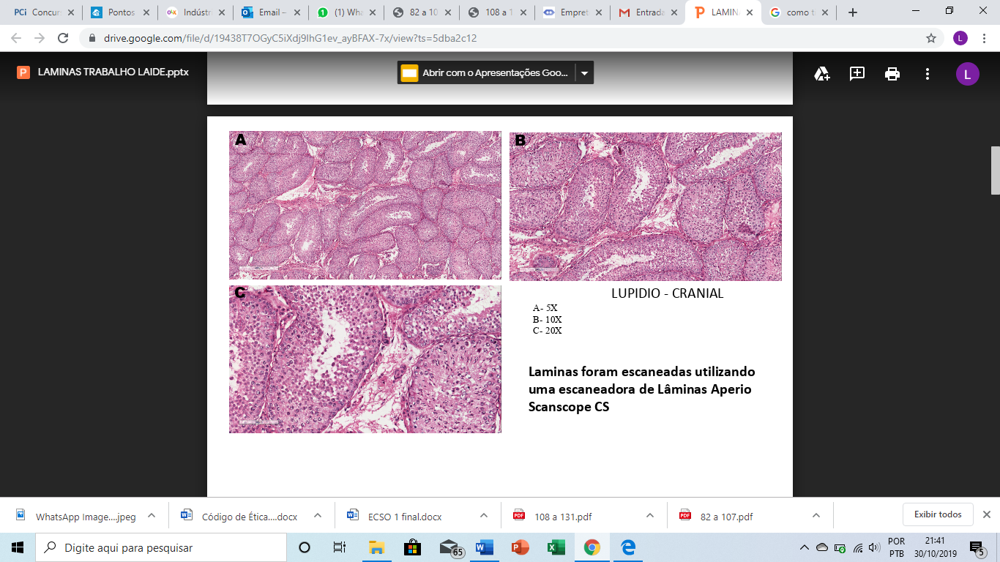 PCi Concur
Pontos
OLX Indústr
Email –
(1) Wha
82 a 10
108 a 1
Empret
Entrada
LAMIN
como t
drive.google.com/file/d/19438T7OGyC5iXdj9lhG1ev_ayBFAX-7x/view?ts=5dba2c12
L
P LAMINAS TRABALHO LAIDE.pptx
Abrir com o Apresentações Goo...
L
A
B
C
LUPIDIO - CRANIAL
A- 5X
B- 10X
C- 20X
Laminas foram escaneadas utilizando
uma escaneadora de Lâminas Aperio
Scanscope CS
WhatsApp Image....jpeg
Código de Ética....docx
ECSO 1 final.docx
108 a 131.pdf
82 a 107.pdf
Exibir todos
Digite aqui para pesquisar
65
POR
PTB
21:41
30/10/2019
5